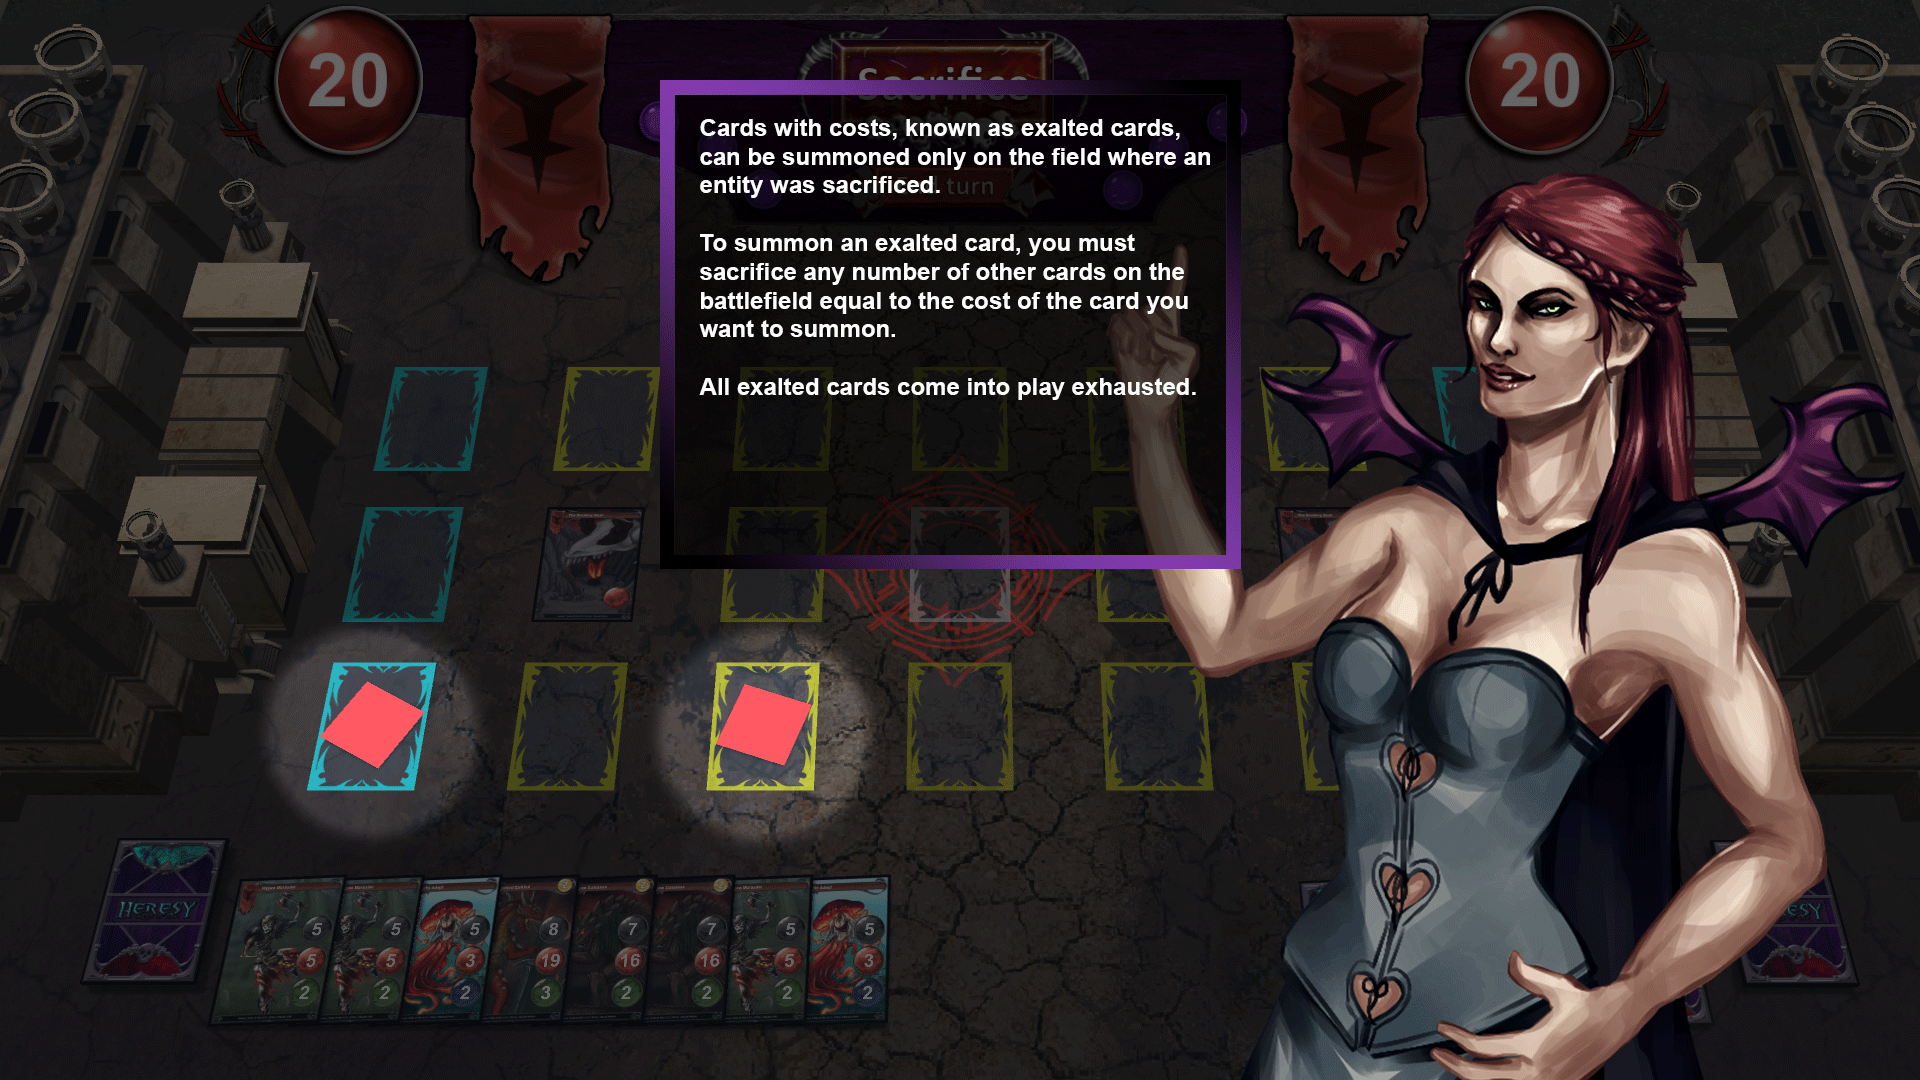 20
Sacrifice
20
Cards with costs, known as exalted cards,
can be summoned only on the field where an
entity was sacrificed.
turn
To summon an exalted card, you must
sacrifice any number of other cards on the
battlefield equal to the cost of the card you
want to summon.
All exalted cards come into play exhausted.
HERESY
5
5
2
5
5
2
5
3
2
8
19
3
7
16
2
7
16
2
5
5
2
5
3
2